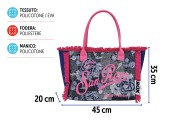 TESSUTO:
POLICOTONE / EVA
FODERA:
POLIESTERE
MANICO:
POLICOTONE
35 cm
20 cm
45 cm